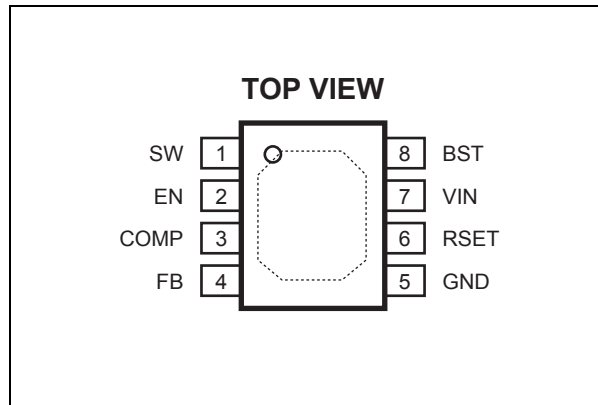 TOP VIEW
SW 1 8 BST
EN 2 7 VIN
COMP 3 6 RSET
FB 4 5 GND